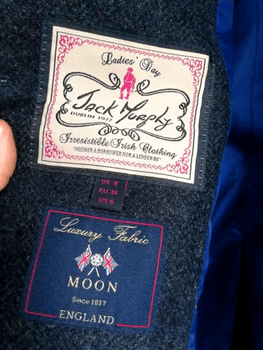 Ladies' Day
Jack Murphy
DUBLIN 1977
Irresistible Irish Clothing
"NEITHER A BORROWER NOR A LENDER BE"
UK 8
EU 36
US 6
Luxury Fabric
MOON
Since 1837
ENGLAND